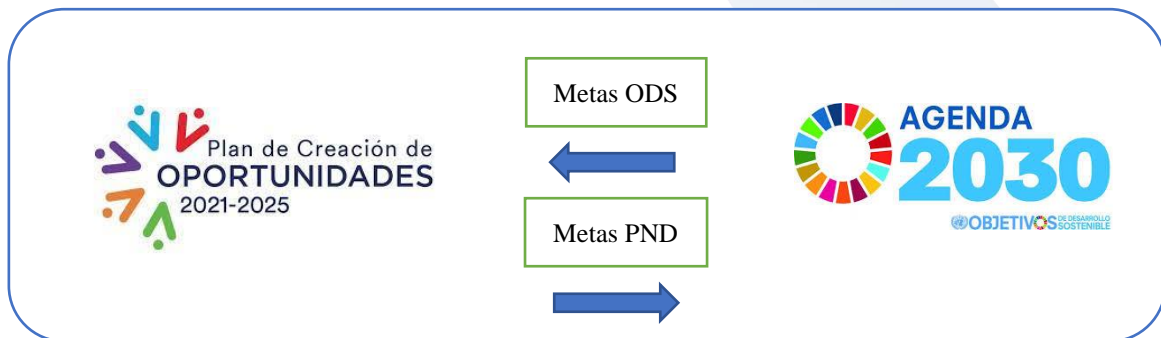 Metas ODS
Plan de Creación de
OPORTUNIDADES
2021-2025
AGENDA
2030
OBJETIVOS DE DESARROLLO SOSTENIBLE
Metas PND